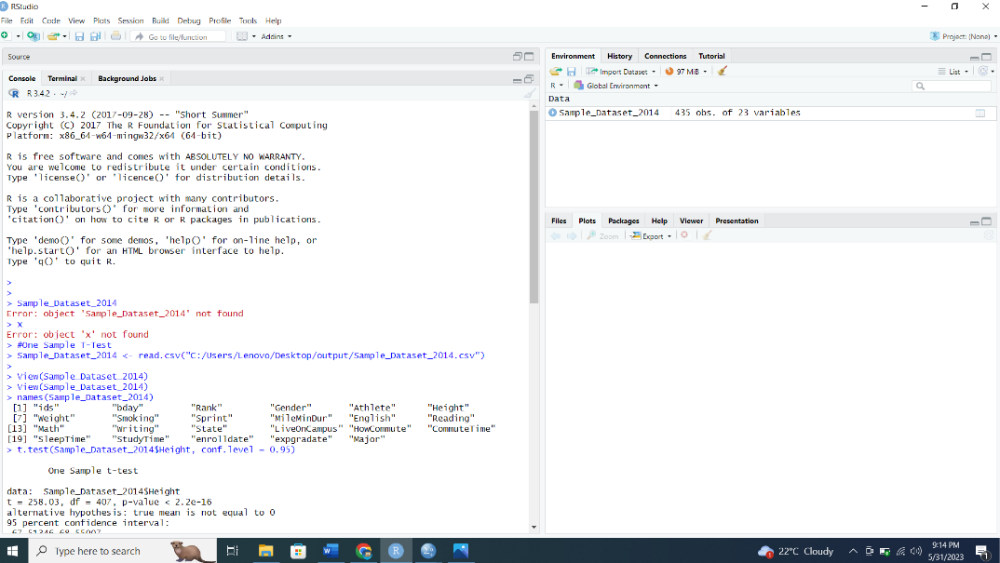 RStudio
File Edit Code View Plots Session Build Debug Profile Tools Help
Go to file/function Addins Project: (None)
Source
Console Terminal Background Jobs
R 3.4.2 · ~/
R version 3.4.2 (2017-09-28) -- "Short Summer"
Copyright (C) 2017 The R Foundation for Statistical Computing
Platform: x86_64-w64-mingw32/x64 (64-bit)
R is free software and comes with ABSOLUTELY NO WARRANTY.
You are welcome to redistribute it under certain conditions.
Type 'license()' or 'licence()' for distribution details.
R is a collaborative project with many contributors.
Type 'contributors()' for more information and
'citation()' on how to cite R or R packages in publications.
Type 'demo()' for some demos, 'help()' for on-line help, or
'help.start()' for an HTML browser interface to help.
Type 'q()' to quit R.
>
>
> Sample_Dataset_2014
Error: object 'Sample_Dataset_2014' not found
> x
Error: object 'x' not found
> #One Sample T-Test
> Sample_Dataset_2014 <- read.csv("C:/Users/Lenovo/Desktop/output/Sample_Dataset_2014.csv")
>
> View(Sample_Dataset_2014)
> View(Sample_Dataset_2014)
> names(Sample_Dataset_2014)
[1] "ids" "bday" "Rank" "Gender" "Athlete" "Height"
[7] "Weight" "Smoking" "Sprint" "MileMinDur" "English" "Reading"
[13] "Math" "Writing" "State" "LiveOnCampus" "HowCommute" "CommuteTime"
[19] "SleepTime" "StudyTime" "enrolldate" "expgradate" "Major"
> t.test(Sample_Dataset_2014$Height, conf.level = 0.95)
One Sample t-test
data: Sample_Dataset_2014$Height
t = 258.03, df = 407, p-value < 2.2e-16
alternative hypothesis: true mean is not equal to 0
95 percent confidence interval:
67.51346 68.55007
Environment History Connections Tutorial
Import Dataset 97 MiB List
R Global Environment
Data
Sample_Dataset_2014 435 obs. of 23 variables
Files Plots Packages Help Viewer Presentation
Zoom Export
Type here to search
22°C Cloudy
9:14 PM
5/31/2023